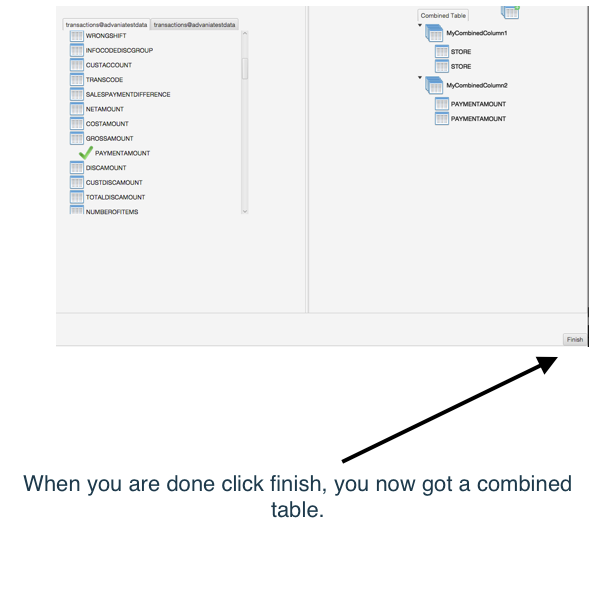 transactions@advaniatestdata transactions@advaniatestdata
WRONGSHIFT
INFOCODEDISCGROUP
CUSTACCOUNT
TRANSCODE
SALESPAYMENTDIFFERENCE
NETAMOUNT
COSTAMOUNT
GROSSAMOUNT
PAYMENTAMOUNT
DISCAMOUNT
CUSTDISCAMOUNT
TOTALDISCAMOUNT
NUMBEROFITEMS
Combined Table
MyCombinedColumn1
STORE
STORE
MyCombinedColumn2
PAYMENTAMOUNT
PAYMENTAMOUNT
Finish
When you are done click finish, you now got a combined
table.